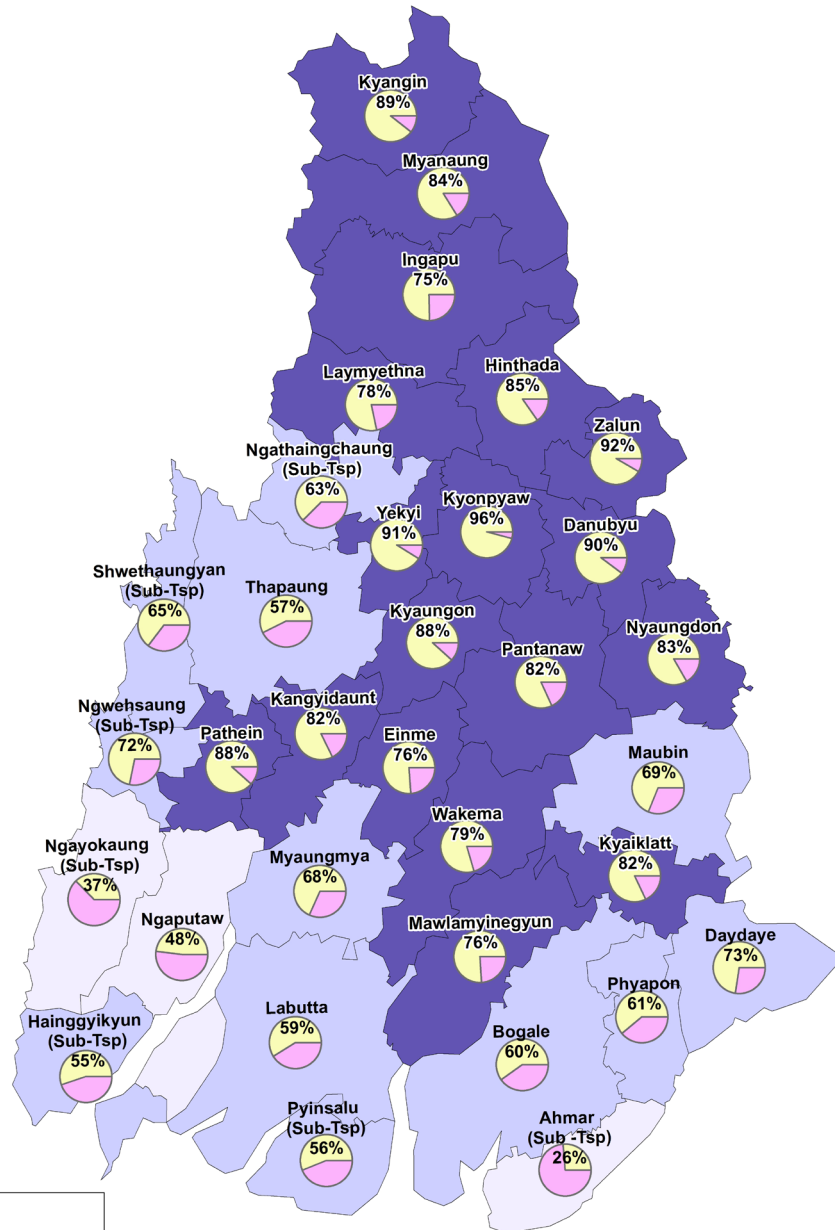 Kyangin
89%
Myanaung
84%
Ingapu
75%
Laymyethna
78%
Hinthada
85%
Zalun
92%
Ngathaingchaung
(Sub-Tsp)
63%
Yekyi
91%
Kyonpyaw
96%
Danubyu
90%
Shwethaungyan
(Sub-Tsp)
65%
Thapaung
57%
Kyaungon
88%
Pantanaw
82%
Nyaungdon
83%
Ngwehsaung
(Sub-Tsp)
72%
Pathein
88%
Kangyidaunt
82%
Einme
76%
Maubin
69%
Ngayokaung
(Sub-Tsp)
37%
Myaungmya
68%
Wakema
79%
Kyaiklatt
82%
Ngaputaw
48%
Mawlamyinegyun
76%
Daydaye
73%
Hainggyikyun
(Sub-Tsp)
55%
Labutta
59%
Bogale
60%
Phyapon
61%
Pyinsalu
(Sub-Tsp)
56%
Ahmar
(Sub -Tsp)
26%